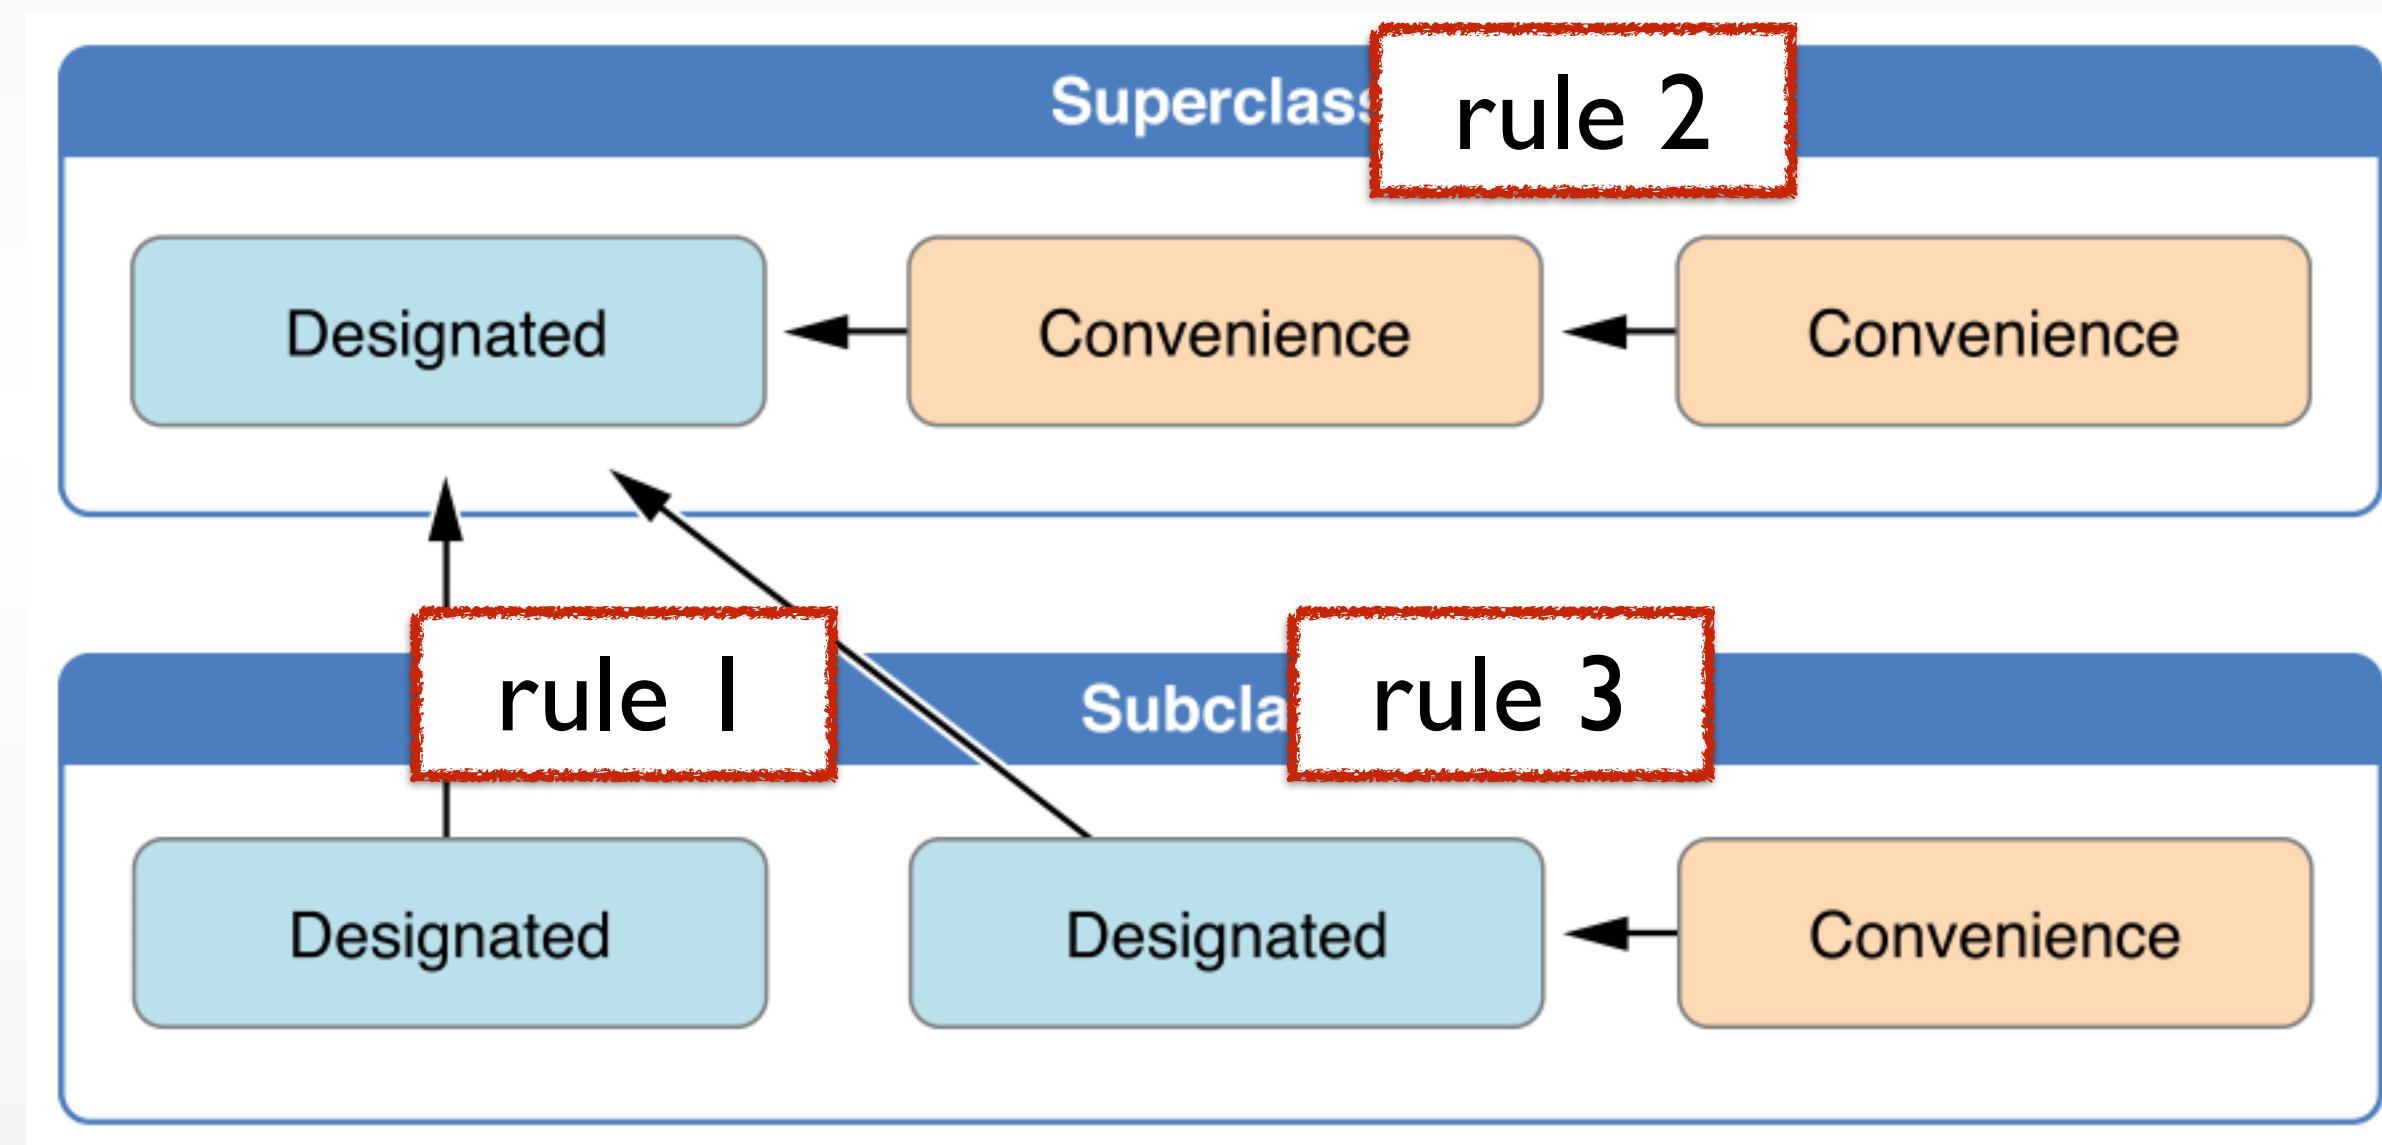 Superclass
rule 2
Designated
Convenience
Convenience
rule 1
Subcla
rule 3
Designated
Designated
Convenience